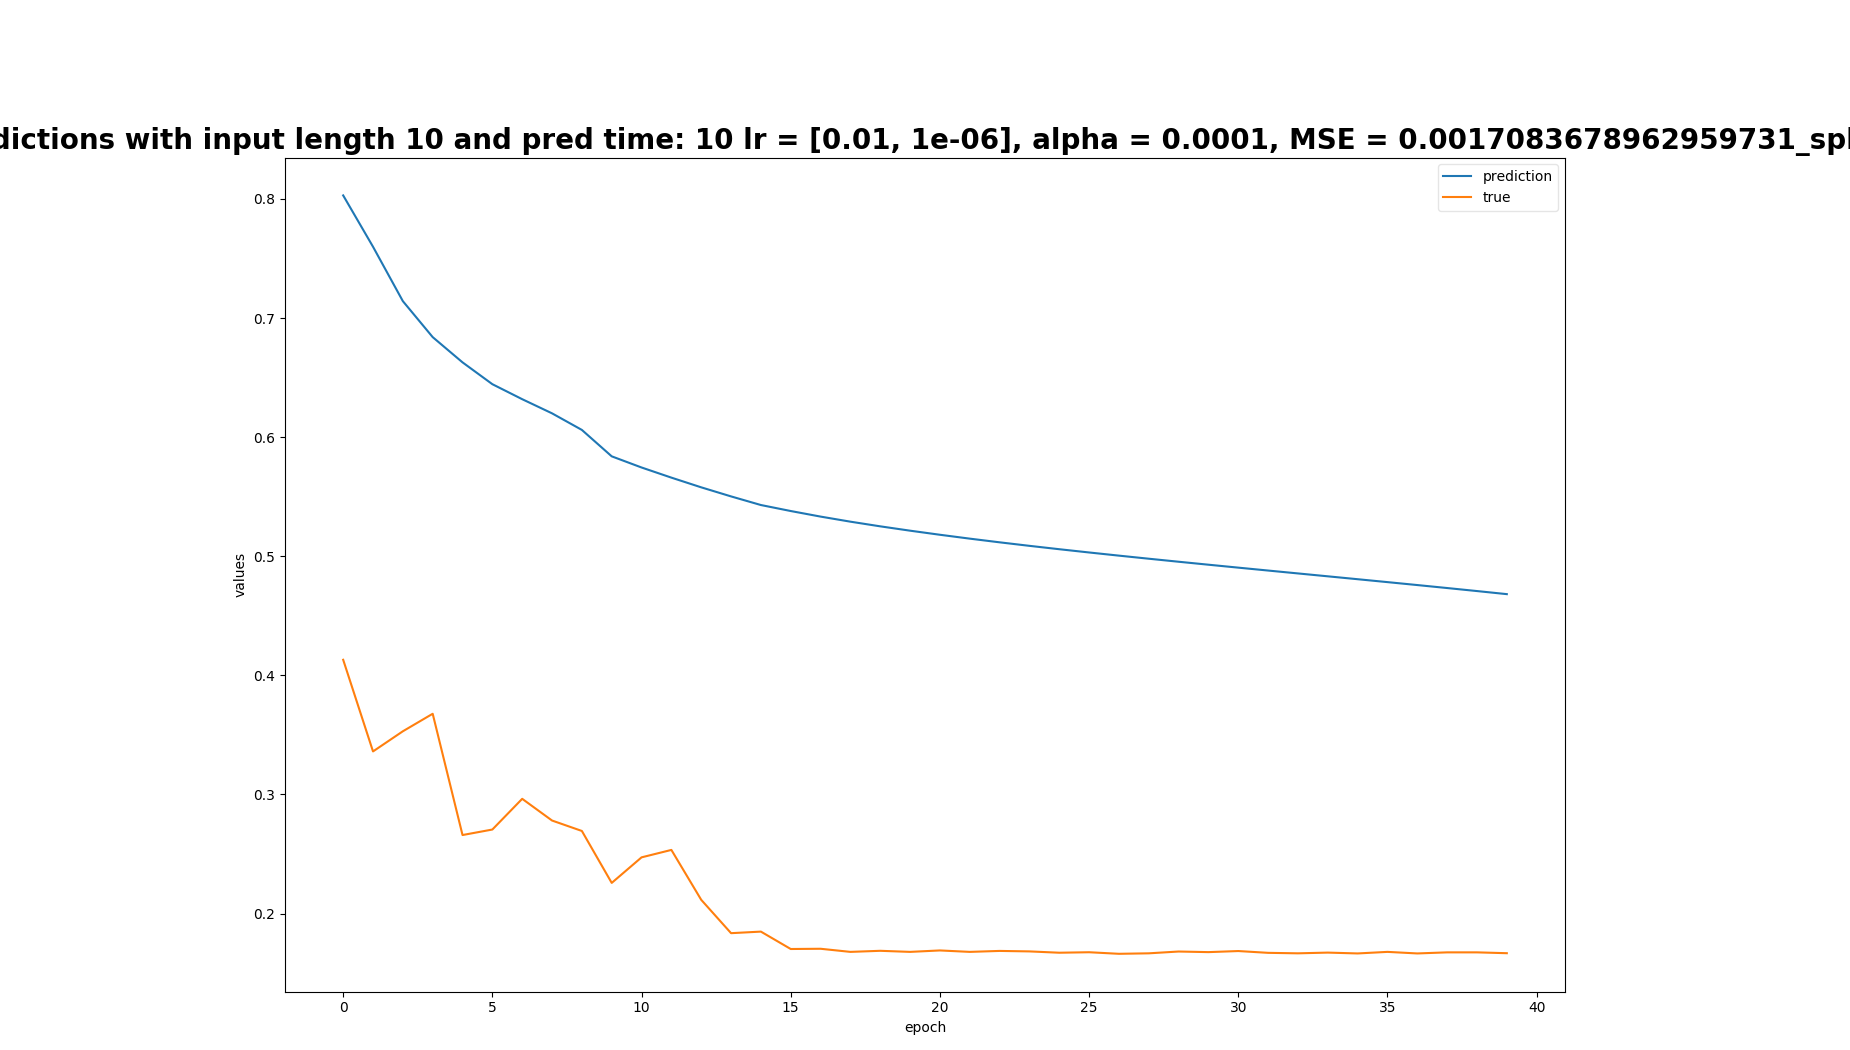 dictions with input length 10 and pred time: 10 lr = [0.01, 1e-06], alpha = 0.0001, MSE = 0.0017083678962959731_spl
prediction
true
0.8
0.7
0.6
0.5
0.4
0.3
0.2
values
0 5 10 15 20 25 30 35 40
epoch